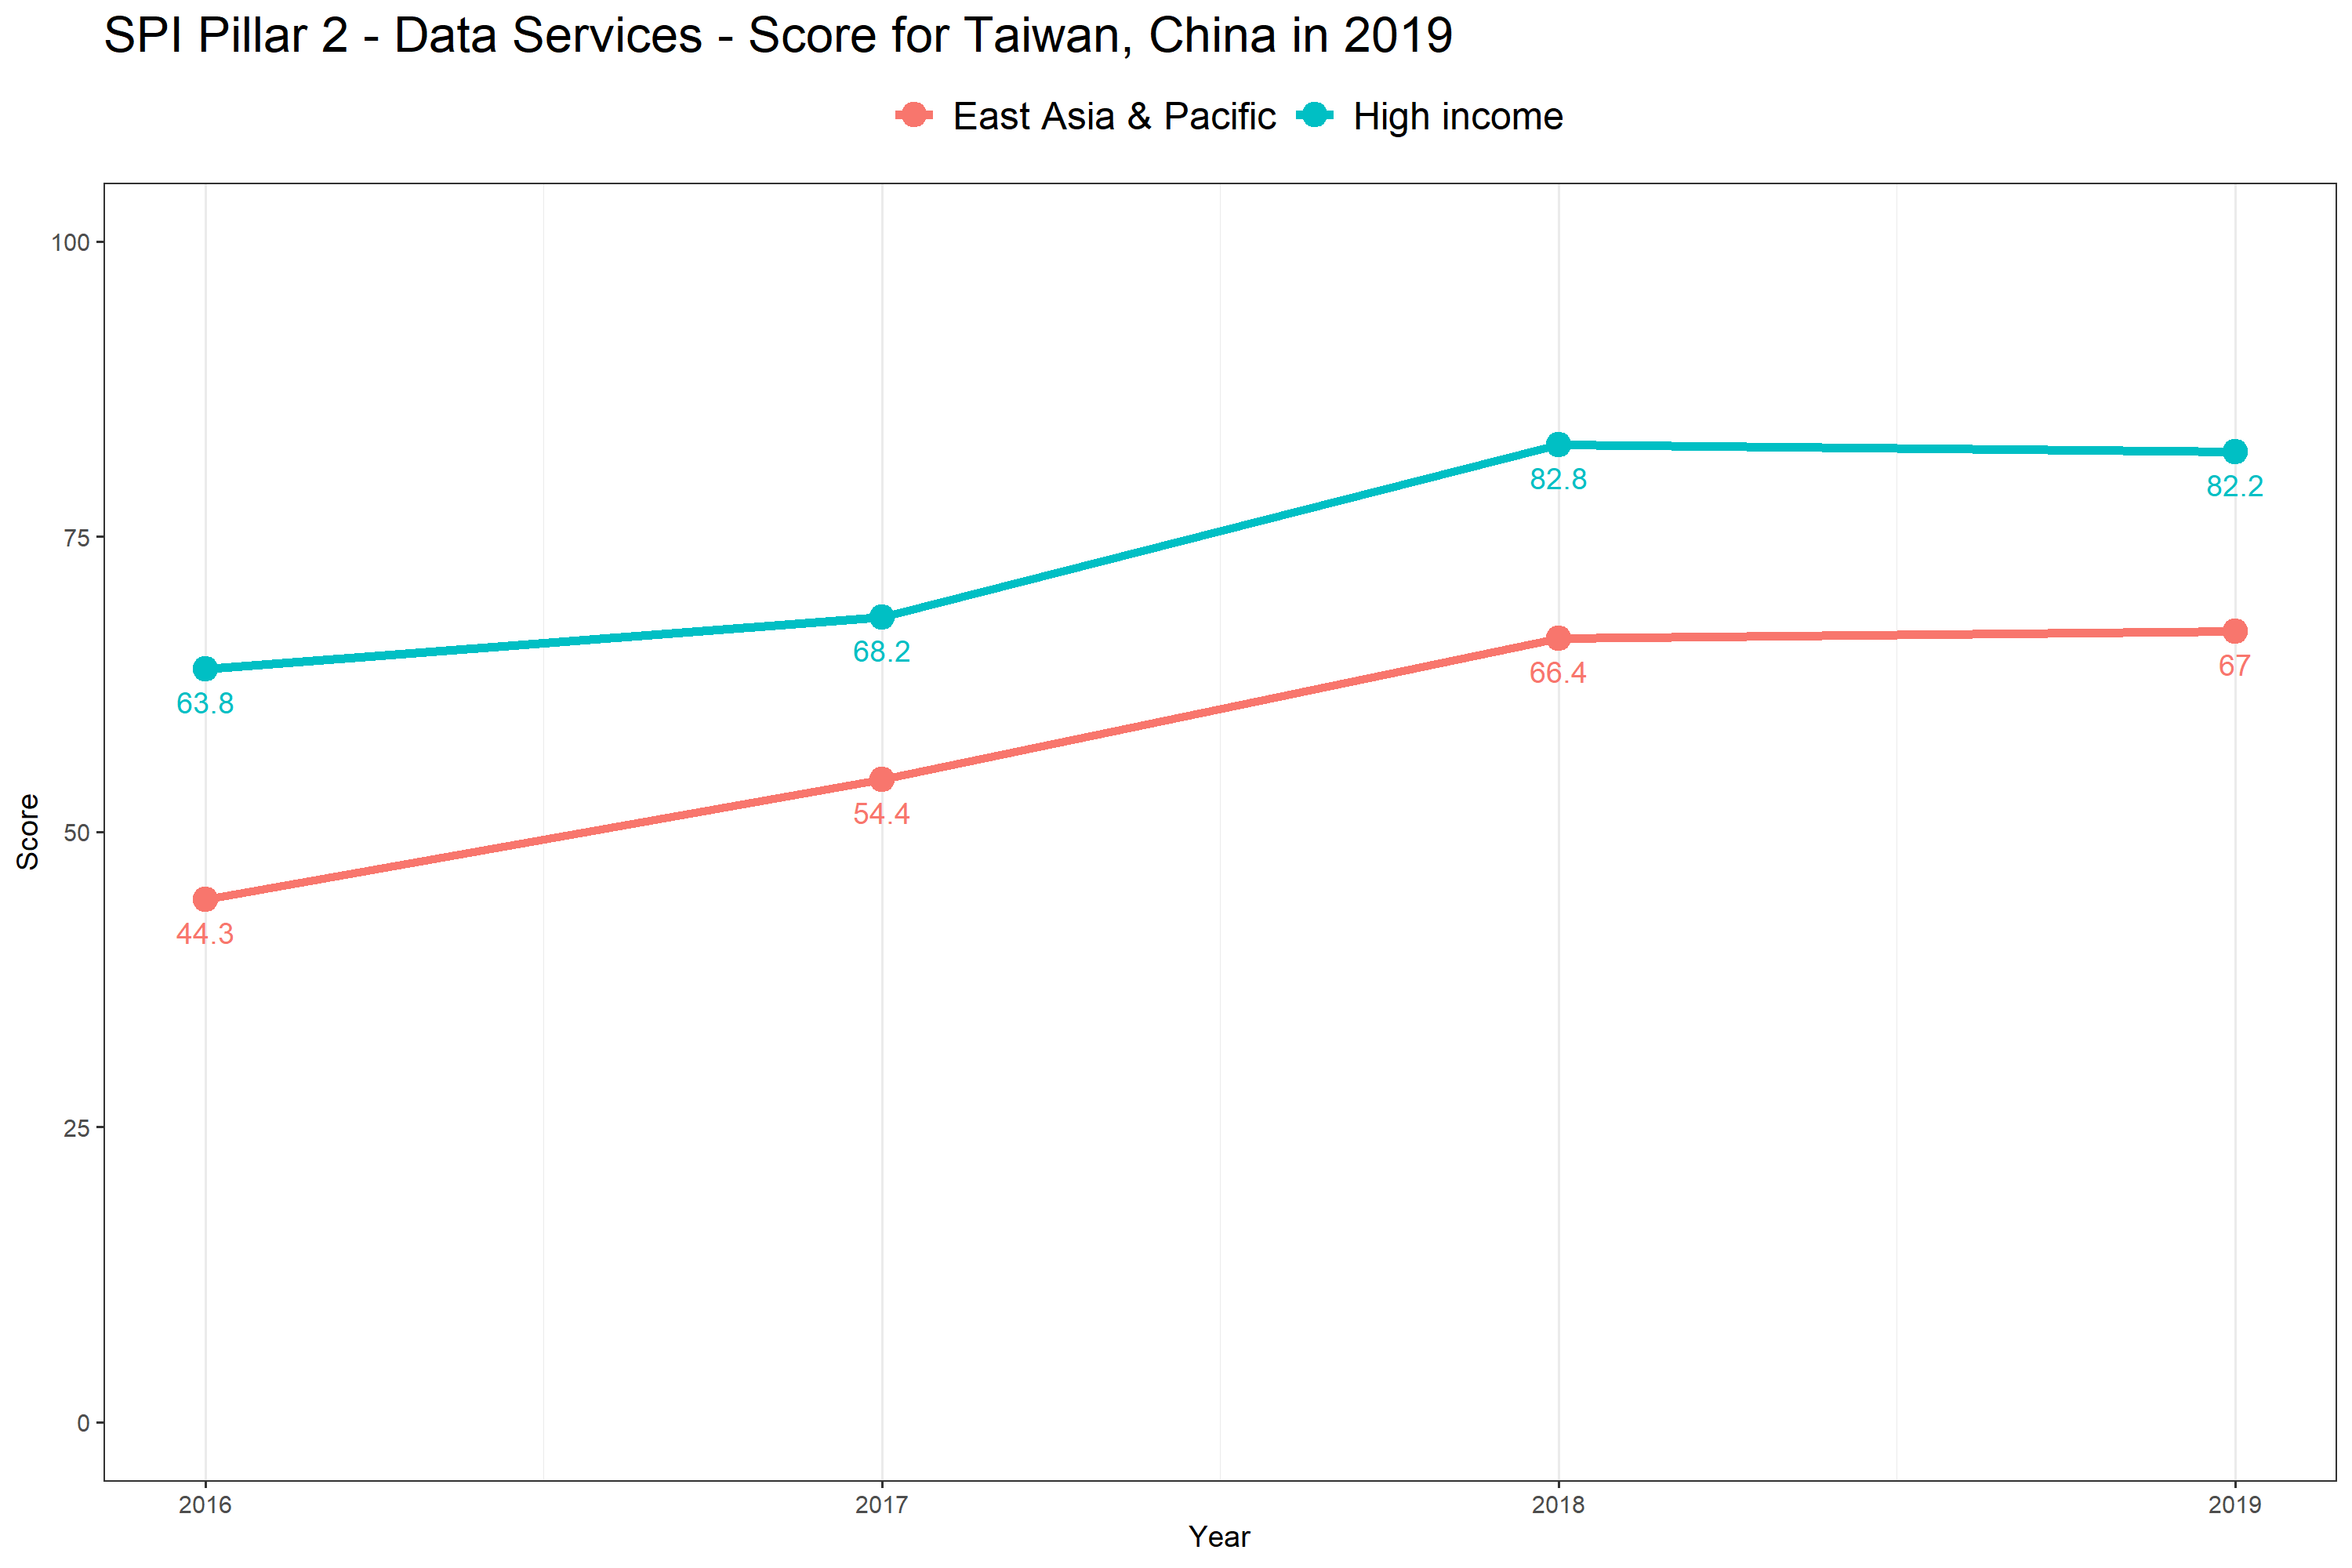 SPI Pillar 2 - Data Services - Score for Taiwan, China in 2019
East Asia & Pacific High income
100
75
50
25
0
Score
63.8
68.2
82.8
82.2
44.3
54.4
66.4
67
2016 2017 2018 2019
Year